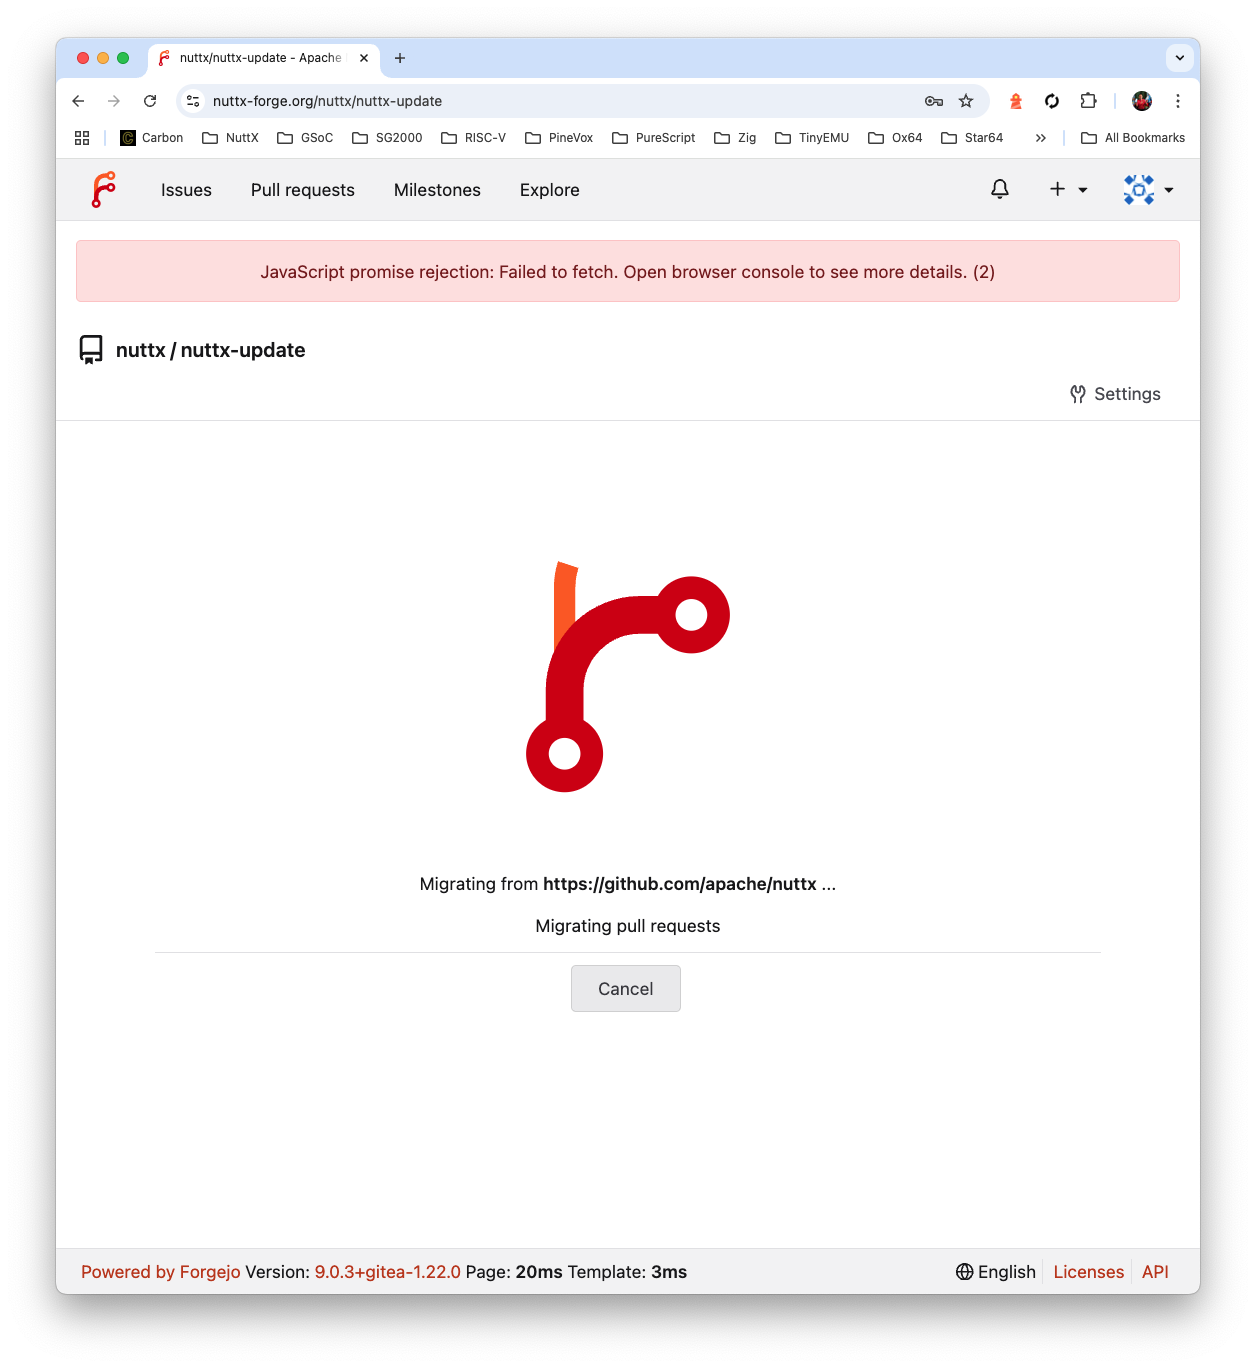 nuttx/nuttx-update - Apache
nuttx-forge.org/nuttx/nuttx-update
Carbon NuttX GSoC SG2000 RISC-V PineVox PureScript Zig TinyEMU Ox64 Star64 » All Bookmarks
Issues Pull requests Milestones Explore
JavaScript promise rejection: Failed to fetch. Open browser console to see more details. (2)
nuttx / nuttx-update
Settings
Migrating from https://github.com/apache/nuttx ...
Migrating pull requests
Cancel
Powered by Forgejo Version: 9.0.3+gitea-1.22.0 Page: 20ms Template: 3ms English Licenses API